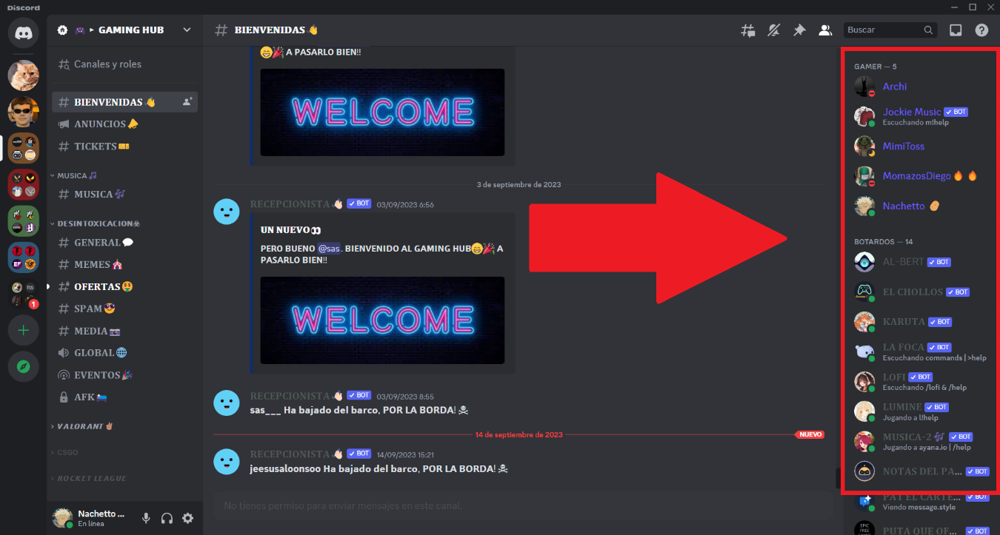 Discord
GAMING HUB
BIENVENIDAS 👋
Buscar
Canales y roles
BIENVENIDAS 👋
ANUNCIOS
TICKETS 🎫
MUSICA 🎵
MUSICA 🎶
DESINTOXICACION☠
GENERAL 💬
MEMES 🎪
OFERTAS 🤑
SPAM
MEDIA 📷
GLOBAL 🌐
EVENTOS 🎉
AFK 🛏
VALORANT
CSGO
ROCKET LEAGUE
Nachetto ...
En línea
TSS
EF
1
😁🎉 A PASARLO BIEN!!
WELCOME
3 de septiembre de 2023
RECEPCIONISTA BOT 03/09/2023 6:56
UN NUEVO👀
PERO BUENO @sas. BIENVENIDO AL GAMING HUB😁🎉 A
PASARLO BIEN!!
WELCOME
RECEPCIONISTA BOT 03/09/2023 8:55
sas___ Ha bajado del barco, POR LA BORDA! ☠
14 de septiembre de 2023 NUEVO
RECEPCIONISTA BOT 14/09/2023 15:21
jeesusaloonsoo Ha bajado del barco, POR LA BORDA! ☠
No tienes permiso para enviar mensajes en este canal.
GAMER — 5
Archi
Jockie Music BOT
Escuchando m!help
MimiToss
MomazosDiego 🔥 🔥
Nachetto
BOTARDOS — 14
AL-BERT BOT
EL CHOLLOS BOT
KARUTA BOT
LA FOCA BOT
Escuchando commands | >help
LOFI BOT
Escuchando /lofi & /help
LUMINE BOT
Jugando a l!help
MUSICA-2 🎶 BOT
Jugando a ayana.io | /help
NOTAS DEL PA... BOT
PAT EL CARTE... BOT
Viendo message.style
EPIC
FREE
PUTA QUE OF... BOT